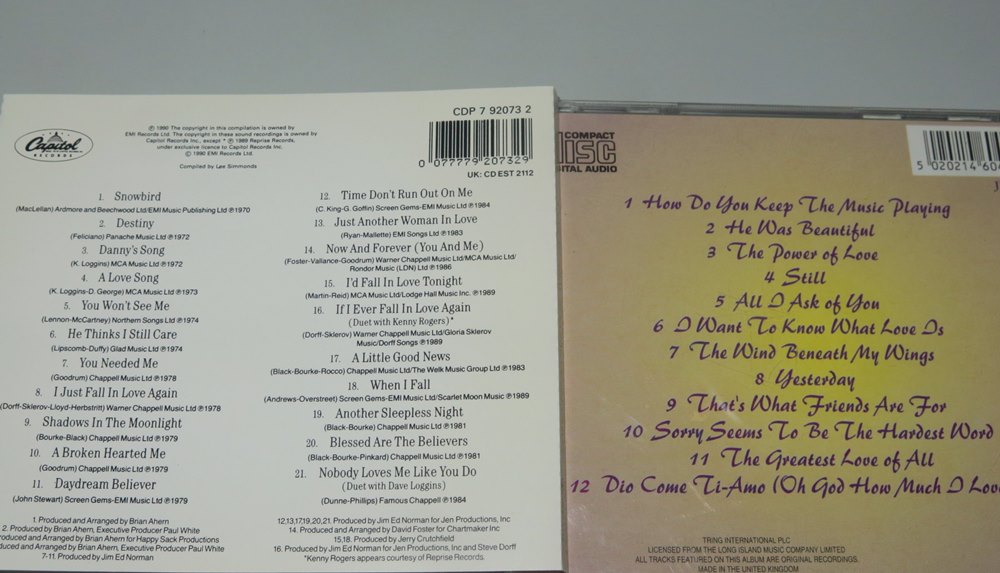 Capitol
RECORDS
℗ 1990 The copyright in this compilation is owned by
EMI Records Ltd. The copyright in these sound recordings is owned by
Capitol Records Inc., except * ℗ 1989 Reprise Records,
under exclusive licence to Capitol Records Inc.
© 1990 EMI Records Ltd.
Compiled by Lee Simmonds
CDP 7 92073 2
0 077779 207329
UK: CD EST 2112
1. Snowbird
(MacLellan) Ardmore and Beechwood Ltd/EMI Music Publishing Ltd ℗1970
2. Destiny
(Feliciano) Panache Music Ltd ℗1972
3. Danny's Song
(K. Loggins) MCA Music Ltd ℗1972
4. A Love Song
(K. Loggins-D. George) MCA Music Ltd ℗1973
5. You Won't See Me
(Lennon-McCartney) Northern Songs Ltd ℗1974
6. He Thinks I Still Care
(Lipscomb-Duffy) Glad Music Ltd ℗1974
7. You Needed Me
(Goodrum) Chappell Music Ltd ℗1978
8. I Just Fall In Love Again
(Dorff-Sklerov-Lloyd-Herbstritt) Warner Chappell Music Ltd ℗1978
9. Shadows In The Moonlight
(Bourke-Black) Chappell Music Ltd ℗1979
10. A Broken Hearted Me
(Goodrum) Chappell Music Ltd ℗1979
11. Daydream Believer
(John Stewart) Screen Gems-EMI Music Ltd ℗1979
12. Time Don't Run Out On Me
(C. King-G. Goffin) Screen Gems-EMI Music Ltd ℗1984
13. Just Another Woman In Love
(Ryan-Mallette) EMI Songs Ltd ℗1983
14. Now And Forever (You And Me)
(Foster-Vallance-Goodrum) Warner Chappell Music Ltd/MCA Music Ltd/
Rondor Music (LDN) Ltd ℗1986
15. I'd Fall In Love Tonight
(Martin-Reid) MCA Music Ltd/Lodge Hall Music Inc. ℗1989
16. If I Ever Fall In Love Again
(Duet with Kenny Rogers)*
(Dorff-Sklerov) Warner Chappell Music Ltd/Gloria Sklerov
Music/Dorff Songs ℗1989
17. A Little Good News
(Black-Bourke-Rocco) Chappell Music Ltd/The Welk Music Group Ltd ℗1983
18. When I Fall
(Andrews-Overstreet) Screen Gems-EMI Music Ltd/Scarlet Moon Music ℗1989
19. Another Sleepless Night
(Black-Bourke) Chappell Music Ltd ℗1981
20. Blessed Are The Believers
(Black-Bourke-Pinkard) Chappell Music Ltd ℗1981
21. Nobody Loves Me Like You Do
(Duet with Dave Loggins)
(Dunne-Phillips) Famous Chappell ℗1984
1. Produced and Arranged by Brian Ahern
2. Produced by Brian Ahern, Executive Producer Paul White
oduced and Arranged by Brian Ahern for Happy Sack Productions
duced and Arranged by Brian Ahern, Executive Producer Paul White
7-11. Produced by Jim Ed Norman
12,13,17,19,20,21. Produced by Jim Ed Norman for Jen Productions, Inc
14. Produced and Arranged by David Foster for Chartmaker Inc
15,18. Produced by Jerry Crutchfield
16. Produced by Jim Ed Norman for Jen Productions, Inc and Steve Dorff
*Kenny Rogers appears courtesy of Reprise Records.
COMPACT
disc
DIGITAL AUDIO
5 020214 604
J
1 How Do You Keep The Music Playing
2 He Was Beautiful
3 The Power of Love
4 Still
5 All I Ask of You
6 I Want To Know What Love Is
7 The Wind Beneath My Wings
8 Yesterday
9 That's What Friends Are For
10 Sorry Seems To Be The Hardest Word
11 The Greatest Love of All
12 Dio Come Ti-Amo (Oh God How Much I Lov
TRING INTERNATIONAL PLC
LICENSED FROM THE LONG ISLAND MUSIC COMPANY LIMITED
ALL TRACKS FEATURED ON THIS ALBUM ARE ORIGINAL RECORDINGS.
MADE IN THE UNITED KINGDOM